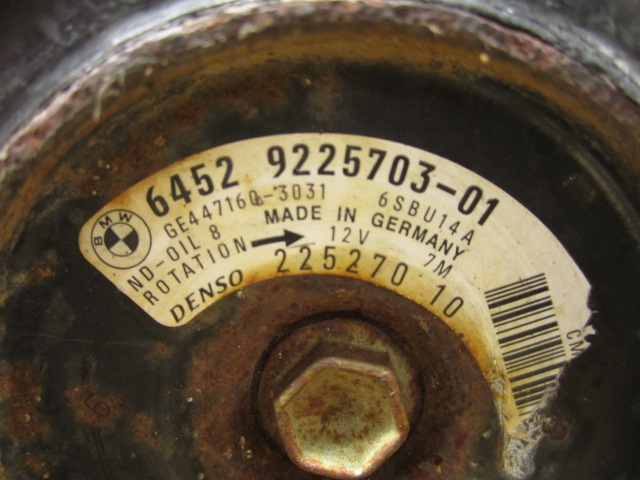 BMW
6452 9225703-01
GE447160-3031 6SBU14A
ND-OIL 8 MADE IN GERMANY
ROTATION 12V 7M
DENSO 225270 10
CM